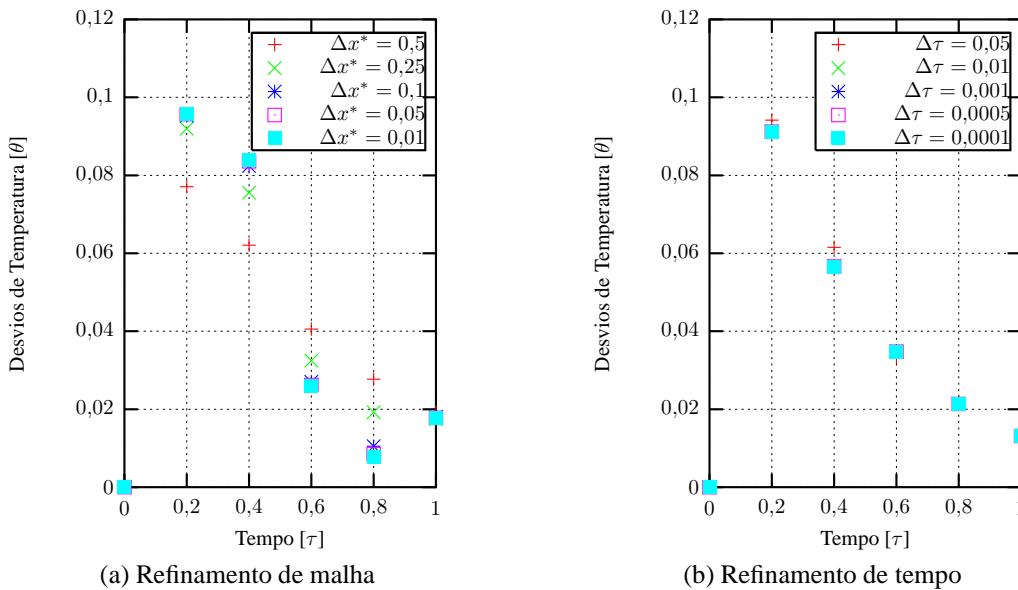 0,12
0,1
0,08
0,06
0,04
0,02
0
0 0,2 0,4 0,6 0,8 1
Desvios de Temperatura [θ]
Tempo [τ]
Δx* = 0,5
Δx* = 0,25
Δx* = 0,1
Δx* = 0,05
Δx* = 0,01
(a) Refinamento de malha
0,12
0,1
0,08
0,06
0,04
0,02
0
0 0,2 0,4 0,6 0,8
Desvios de Temperatura [θ]
Tempo [τ]
Δτ = 0,05
Δτ = 0,01
Δτ = 0,001
Δτ = 0,0005
Δτ = 0,0001
(b) Refinamento de tempo